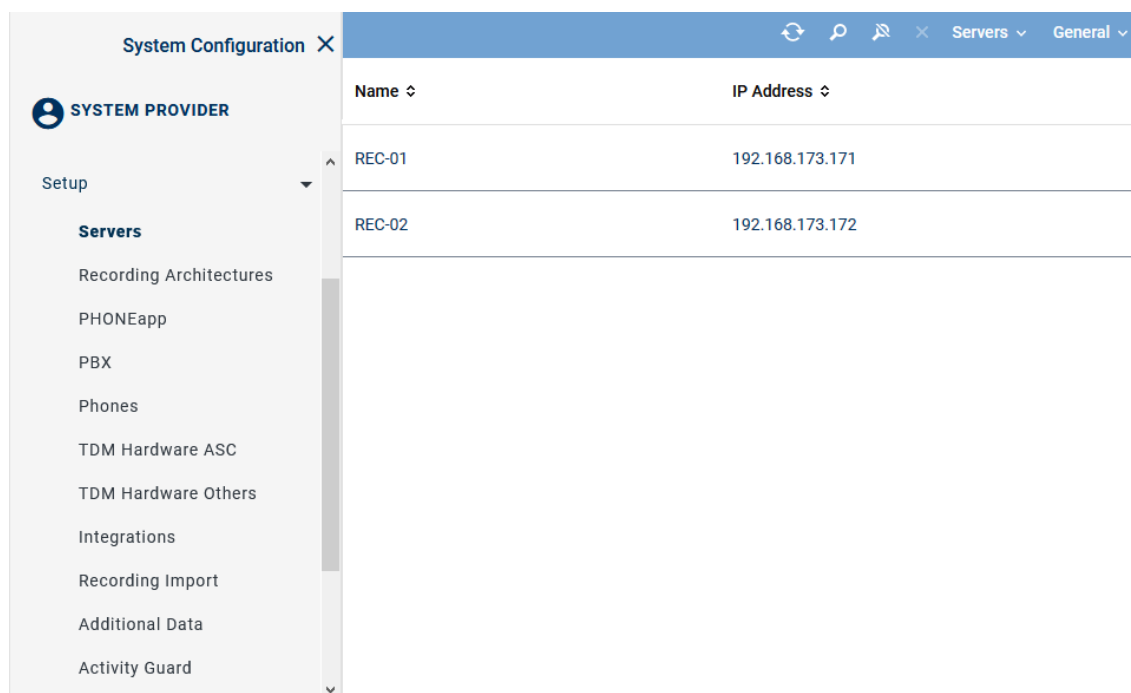 System Configuration
SYSTEM PROVIDER
Setup
Servers
Recording Architectures
PHONEapp
PBX
Phones
TDM Hardware ASC
TDM Hardware Others
Integrations
Recording Import
Additional Data
Activity Guard
Servers General
Name IP Address
REC-01 192.168.173.171
REC-02 192.168.173.172